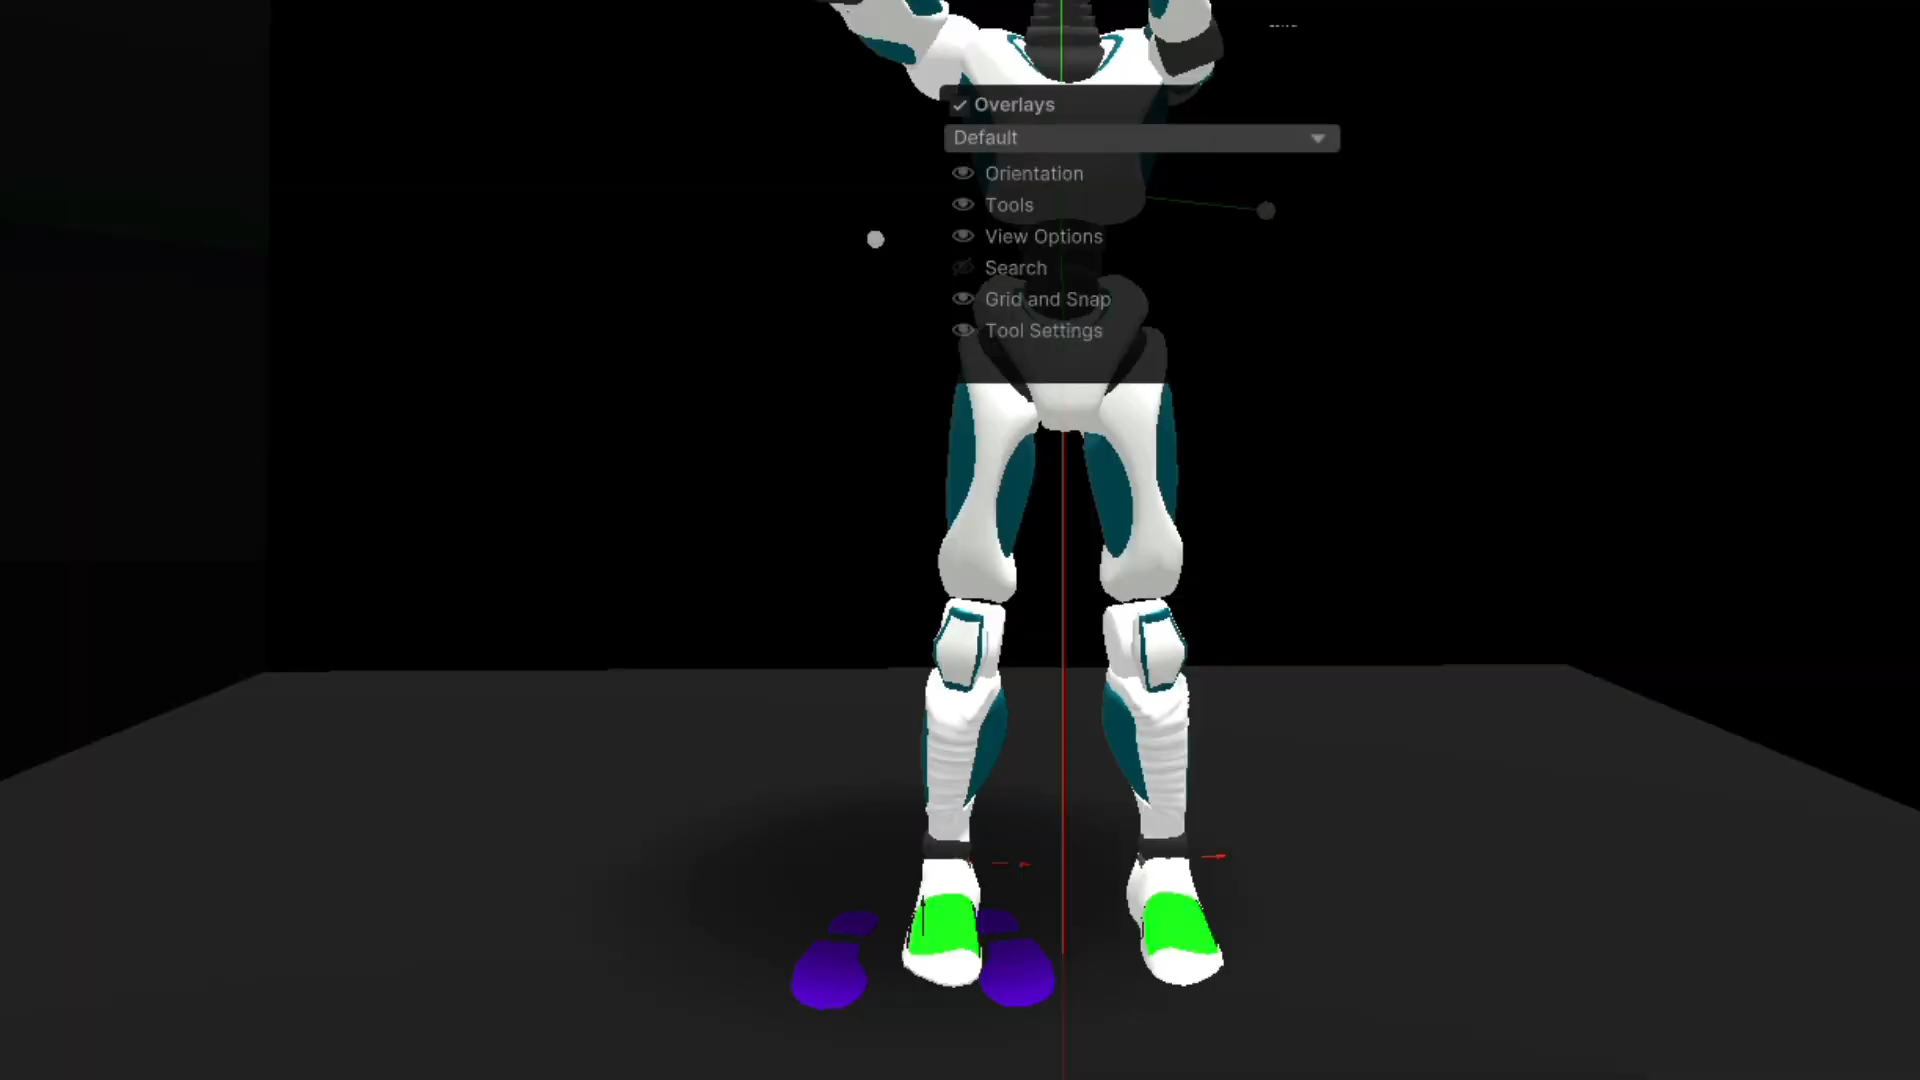 Overlays
Default
Orientation
Tools
View Options
Search
Grid and Snap
Tool Settings